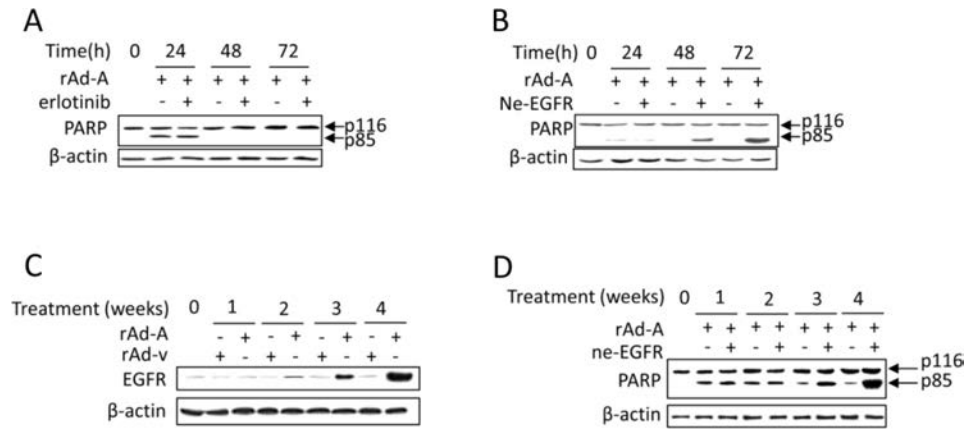 A
Time(h) 0 24 48 72
rAd-A + + + + + +
erlotinib - + - + - +
PARP p116
p85
β-actin
B
Time(h) 0 24 48 72
rAd-A + + + + + +
Ne-EGFR - + - + - +
PARP p116
p85
β-actin
C
Treatment (weeks) 0 1 2 3 4
rAd-A - + - + - + - +
rAd-v + - + - + - + -
EGFR
β-actin
D
Treatment (weeks) 0 1 2 3 4
rAd-A + + + + + + + +
ne-EGFR - + - + - + - +
p116
PARP p85
β-actin